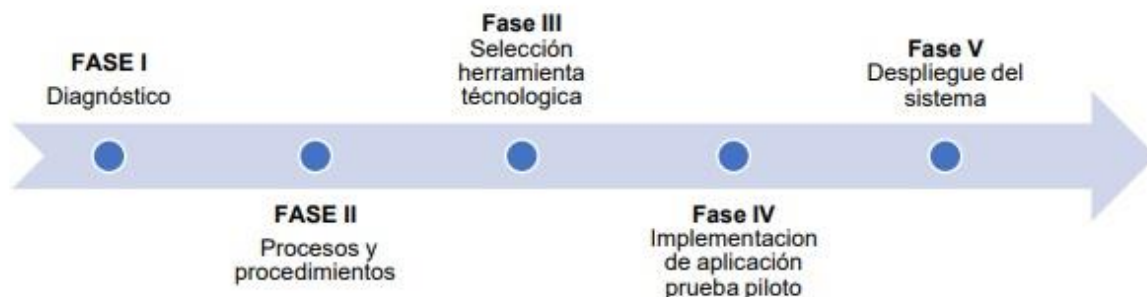 FASE I
Diagnóstico
FASE II
Procesos y
procedimientos
Fase III
Selección
herramienta
técnologica
Fase IV
Implementacion
de aplicación
prueba piloto
Fase V
Despliegue del
sistema